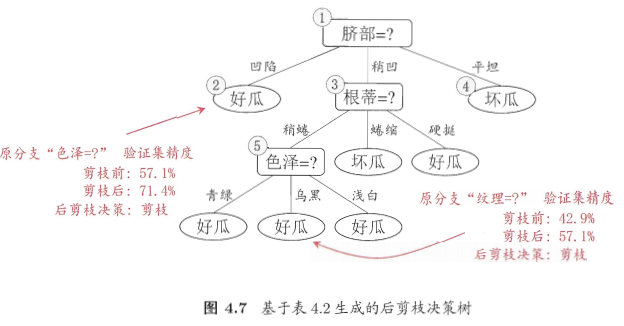 ①
脐部=?
凹陷
稍凹
平坦
②
好瓜
③
根蒂=?
④
坏瓜
原分支“色泽=?” 验证集精度
剪枝前: 57.1%
剪枝后: 71.4%
后剪枝决策: 剪枝
稍蜷
蜷缩
硬挺
⑤
色泽=?
坏瓜
好瓜
青绿
乌黑
浅白
好瓜
好瓜
好瓜
原分支“纹理=?” 验证集精度
剪枝前: 42.9%
剪枝后: 57.1%
后剪枝决策: 剪枝
图 4.7 基于表 4.2 生成的后剪枝决策树